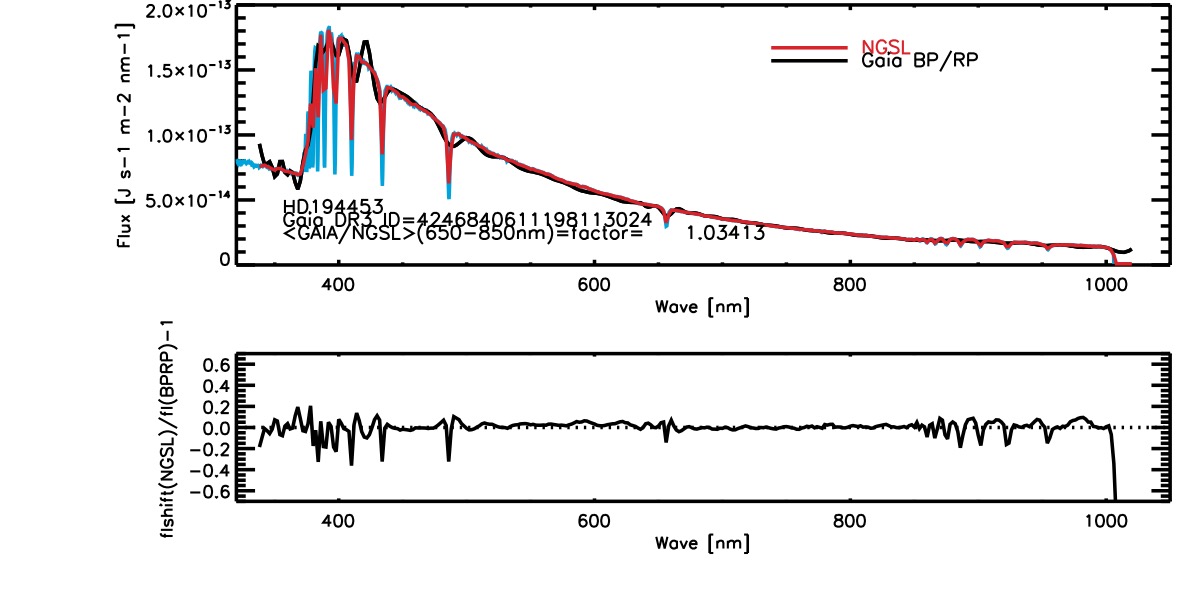 2.0×10−13
1.5×10−13
1.0×10−13
5.0×10−14
0
Flux [J s−1 m−2 nm−1]
NGSL
Gaia BP/RP
HD194453
Gaia DR3 ID=4246840611198113024
<GAIA/NGSL>(650−850nm)=factor= 1.03413
400 600 800 1000
Wave [nm]
flshift(NGSL)/fl(BPRP)−1
0.6
0.4
0.2
0.0
−0.2
−0.4
−0.6
400 600 800 1000
Wave [nm]